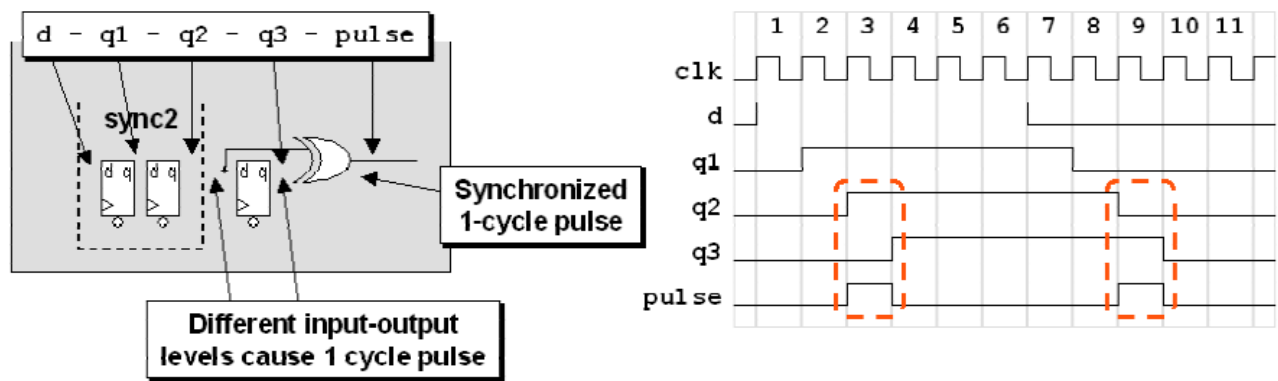 d - q1 - q2 - q3 - pulse
sync2
d q
d q
d q
Synchronized
1-cycle pulse
Different input-output
levels cause 1 cycle pulse
1 2 3 4 5 6 7 8 9 10 11
clk
d
q1
q2
q3
pulse